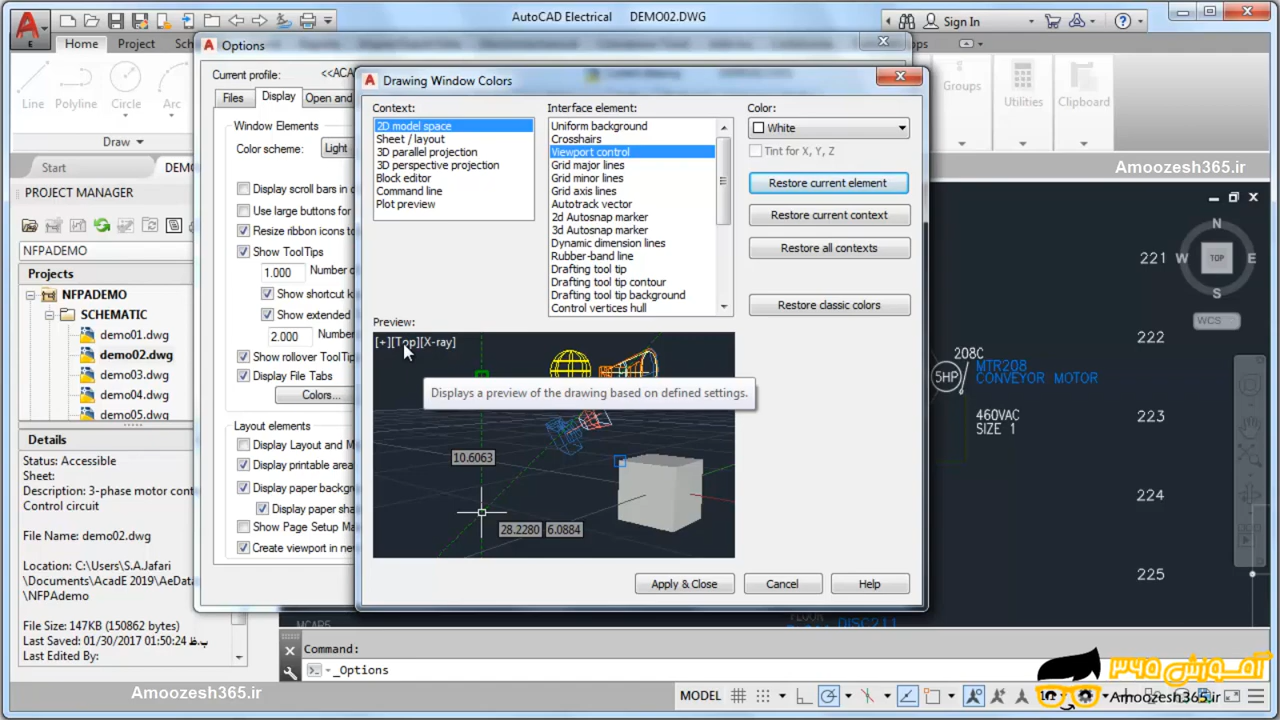 AutoCAD Electrical DEMO02.DWG
Sign In
Home
Project
Groups
Utilities
Clipboard
Line
Polyline
Circle
Arc
Draw
Start
Amoozesh365.ir
PROJECT MANAGER
NFPADEMO
Projects
NFPADEMO
SCHEMATIC
demo01.dwg
demo02.dwg
demo03.dwg
demo04.dwg
demo05.dwg
Details
Status: Accessible
Sheet:
Description: 3-phase motor cont
Control circuit
File Name: demo02.dwg
Location: C:\Users\S.A.Jafari
\Documents\AcadE 2019\AeData
\NFPAdemo
File Size: 147KB (150862 bytes)
Last Saved: 01/30/2017 01:50:24 ب.ظ
Last Edited By:
Amoozesh365.ir
Options
Current profile:
<<ACA
Files
Display
Open and
Window Elements
Color scheme:
Light
Display scroll bars in
Use large buttons for
Resize ribbon icons to
Show ToolTips
1.000
Number
Show shortcut
Show extended
2.000
Number
Show rollover ToolTip
Display File Tabs
Colors...
Layout elements
Display Layout and M
Display printable area
Display paper backg
Display paper sha
Show Page Setup Ma
Create viewport in new
Drawing Window Colors
Context:
2D model space
Sheet / layout
3D parallel projection
3D perspective projection
Block editor
Command line
Plot preview
Interface element:
Uniform background
Crosshairs
Viewport control
Grid major lines
Grid minor lines
Grid axis lines
Autotrack vector
2d Autosnap marker
3d Autosnap marker
Dynamic dimension lines
Rubber-band line
Drafting tool tip
Drafting tool tip contour
Drafting tool tip background
Control vertices hull
Color:
White
Tint for X, Y, Z
Restore current element
Restore current context
Restore all contexts
Restore classic colors
Preview:
[+][Top][X-ray]
Displays a preview of the drawing based on defined settings.
10.6063
28.2280
6.0884
Apply & Close
Cancel
Help
221
222
223
224
225
N
W
TOP
E
S
WCS
208C
5HP
MTR208
CONVEYOR MOTOR
460VAC
SIZE 1
DISC211
Command:
_Options
MODEL
آموزش ۳۶۵
Amoozesh365.ir